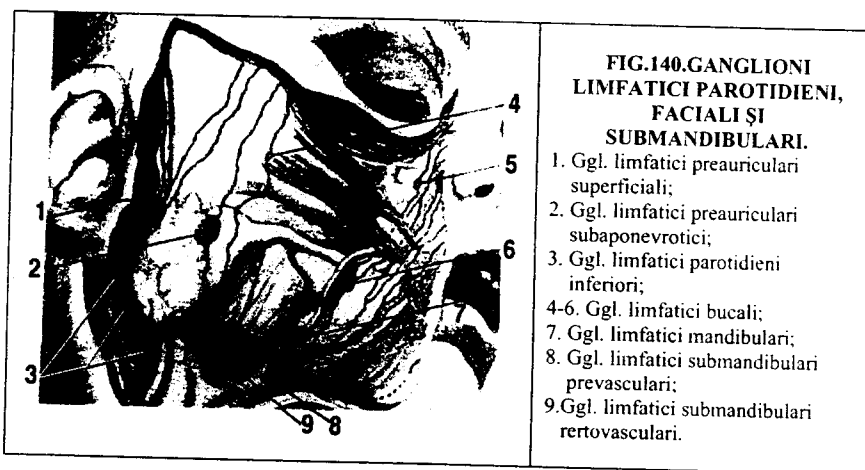 1
2
3
4
5
6
7
9 8
FIG.140.GANGLIONI
LIMFATICI PAROTIDIENI,
FACIALI ŞI
SUBMANDIBULARI.
1. Ggl. limfatici preauriculari
superficiali;
2. Ggl. limfatici preauriculari
subaponevrotici;
3. Ggl. limfatici parotidieni
inferiori;
4-6. Ggl. limfatici bucali;
7. Ggl. limfatici mandibulari;
8. Ggl. limfatici submandibulari
prevasculari;
9.Ggl. limfatici submandibulari
rertovasculari.